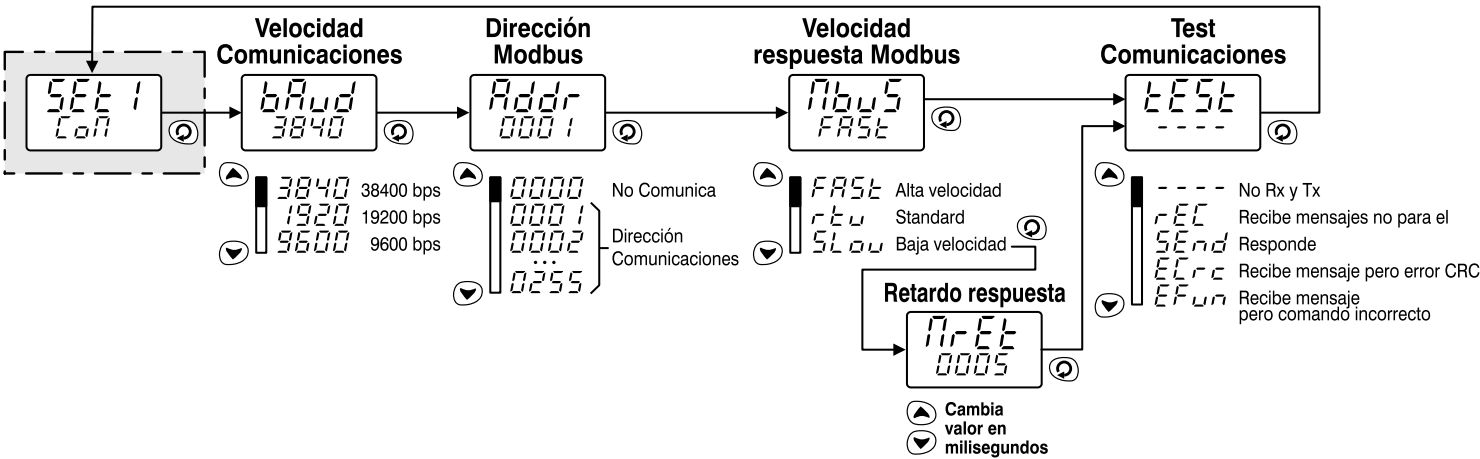 Velocidad
Comunicaciones
Dirección
Modbus
Velocidad
respuesta Modbus
Test
Comunicaciones
SEt 1
CoM
bAud
3840
Addr
0001
MbuS
FASt
tESt
- - - -
3840 38400 bps
1920 19200 bps
9600 9600 bps
0000 No Comunica
0001
0002
...
0255
Dirección
Comunicaciones
FASt Alta velocidad
rtu Standard
SLou Baja velocidad
Retardo respuesta
MrEt
0005
Cambia
valor en
milisegundos
- - - - No Rx y Tx
rEC Recibe mensajes no para el
SEnd Responde
ECrc Recibe mensaje pero error CRC
EFun Recibe mensaje
pero comando incorrecto